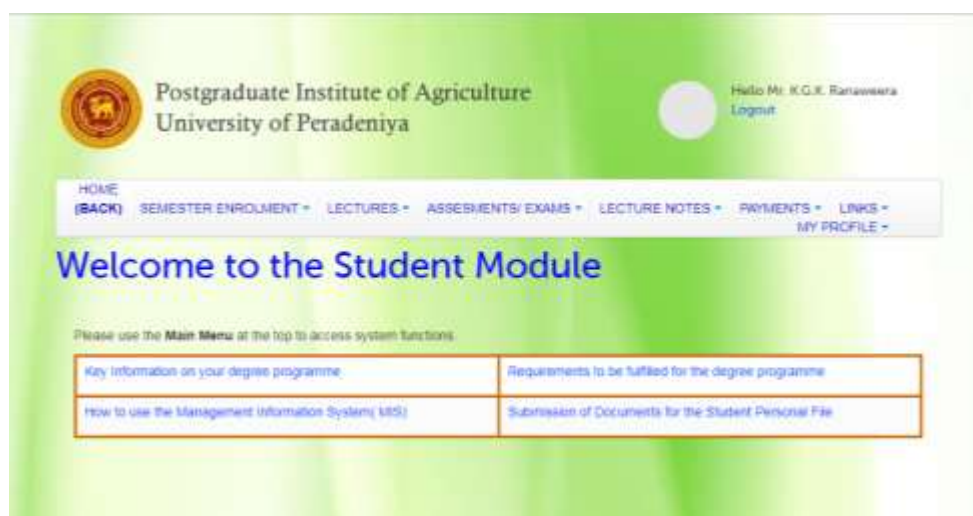 Postgraduate Institute of Agriculture
University of Peradeniya
Hello Mr. K.G.K. Ranaweera
Logout
HOME
(BACK) SEMESTER ENROLMENT LECTURES ASSESMENTS/ EXAMS LECTURE NOTES PAYMENTS LINKS
MY PROFILE
Welcome to the Student Module
Please use the Main Menu at the top to access system functions.
Key Information on your degree programme
Requirements to be fulfilled for the degree programme
How to use the Management Information System( MIS)
Submission of Documents for the Student Personal File